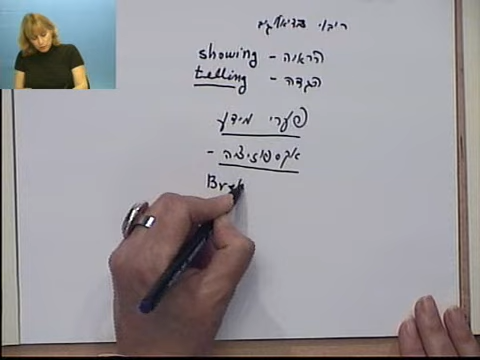 showing - הראיה
telling - הגדה
פערי מידע
אקספוזיציה -